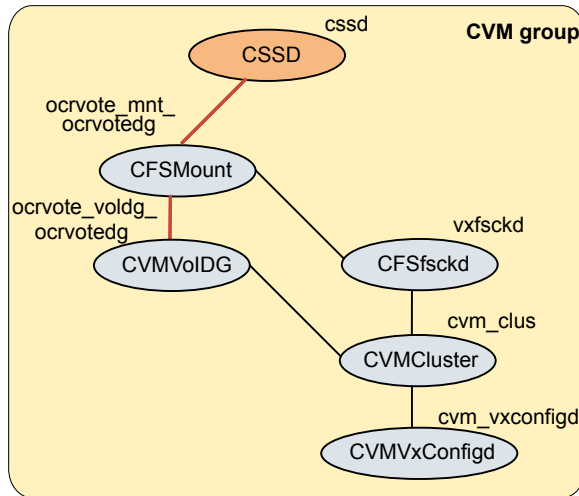 cssd
CVM group
CSSD
ocrvote_mnt_
ocrvotedg
CFSMount
ocrvote_voldg_
ocrvotedg
vxfsckd
CVMVolDG
CFSfsckd
cvm_clus
CVMCluster
cvm_vxconfigd
CVMVxConfigd